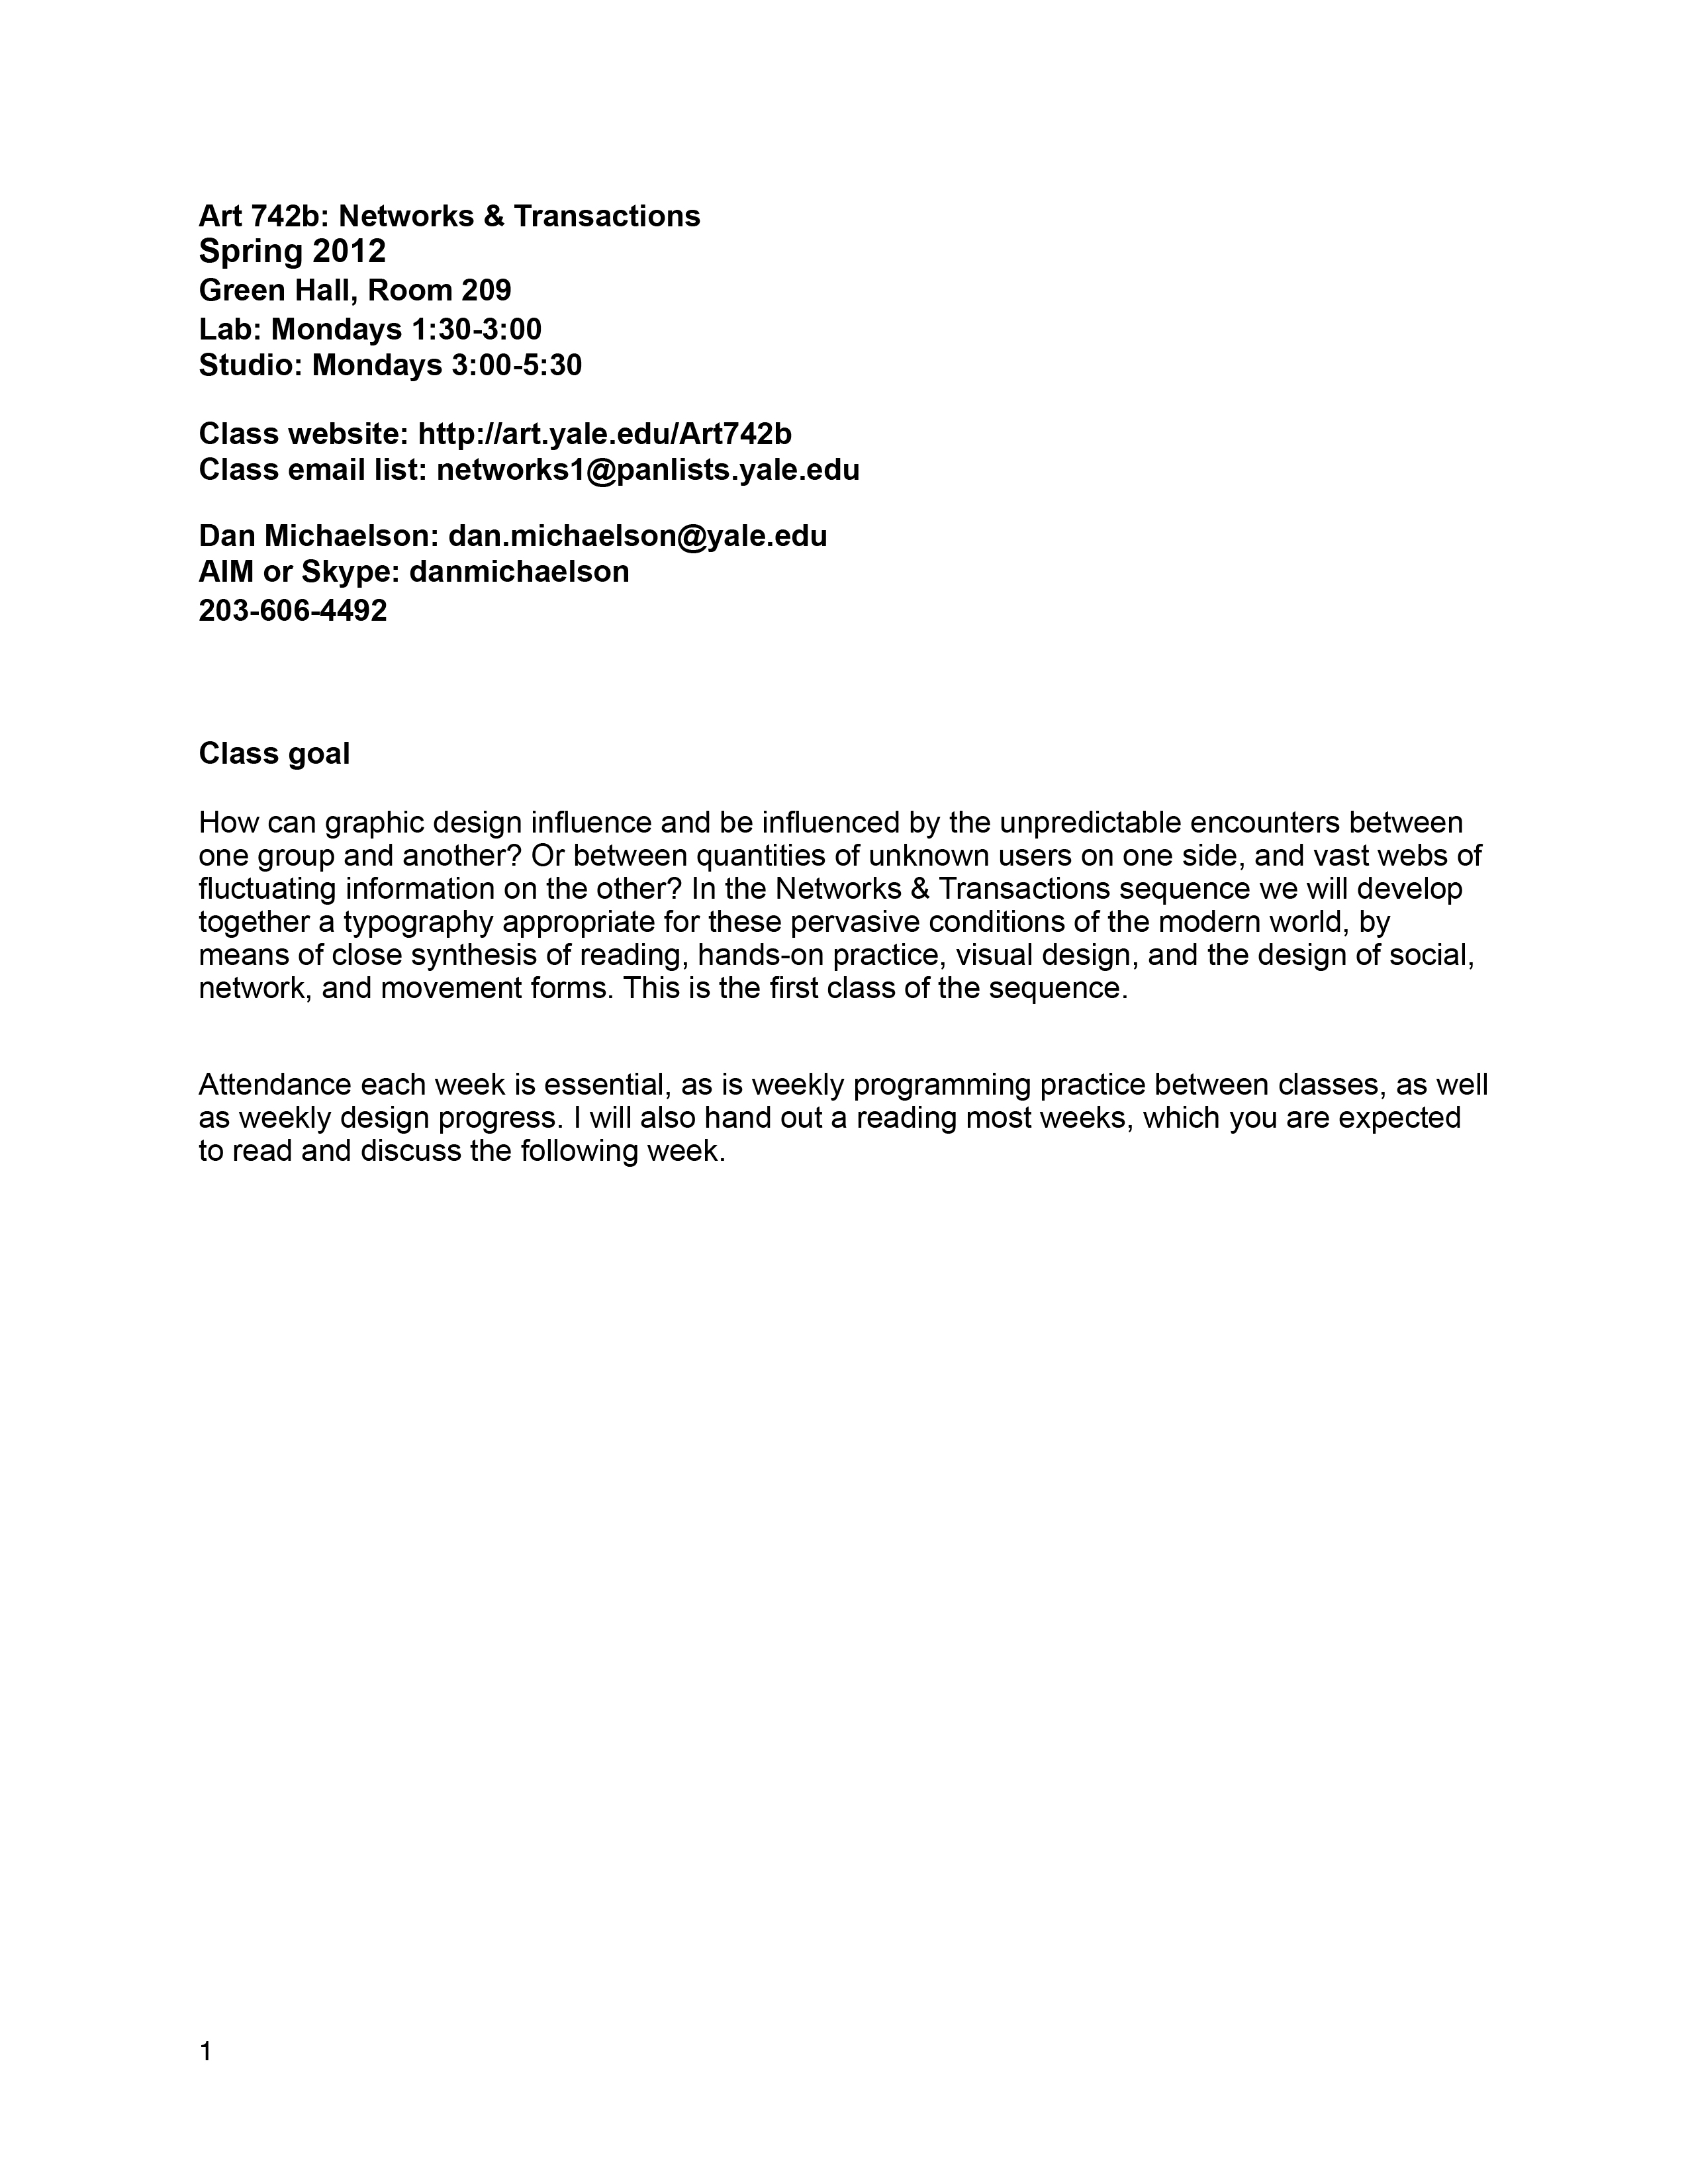 Art 742b: Networks & Transactions
Spring 2012
Green Hall, Room 209
Lab: Mondays 1:30-3:00
Studio: Mondays 3:00-5:30
Class website: http://art.yale.edu/Art742b
Class email list: networks1@panlists.yale.edu
Dan Michaelson: dan.michaelson@yale.edu
AIM or Skype: danmichaelson
203-606-4492
Class goal
How can graphic design influence and be influenced by the unpredictable encounters between
one group and another? Or between quantities of unknown users on one side, and vast webs of
fluctuating information on the other? In the Networks & Transactions sequence we will develop
together a typography appropriate for these pervasive conditions of the modern world, by
means of close synthesis of reading, hands-on practice, visual design, and the design of social,
network, and movement forms. This is the first class of the sequence.
Attendance each week is essential, as is weekly programming practice between classes, as well
as weekly design progress. I will also hand out a reading most weeks, which you are expected
to read and discuss the following week.
1